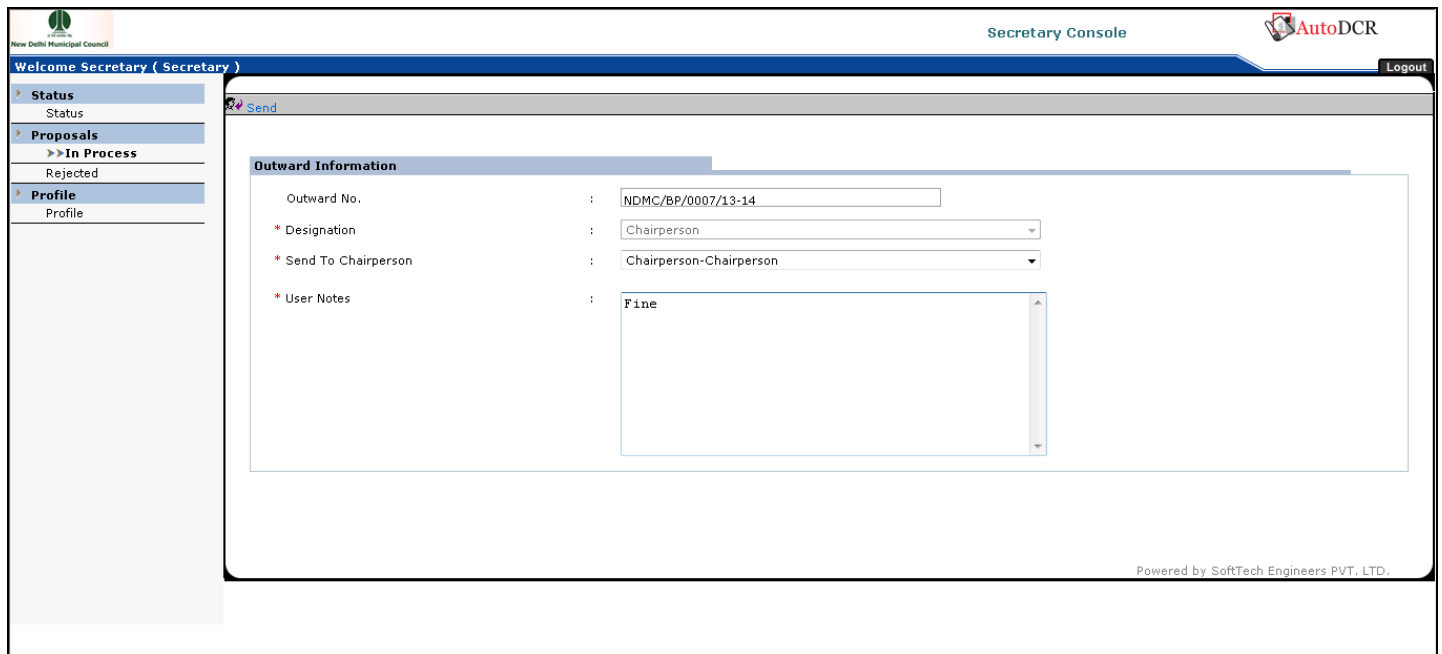 New Delhi Municipal Council
Secretary Console
AutoDCR
Welcome Secretary ( Secretary )
Logout
Status
Status
Proposals
>>In Process
Rejected
Profile
Profile
Send
Outward Information
Outward No. : NDMC/BP/0007/13-14
* Designation : Chairperson
* Send To Chairperson : Chairperson-Chairperson
* User Notes : Fine
Powered by SoftTech Engineers PVT. LTD.